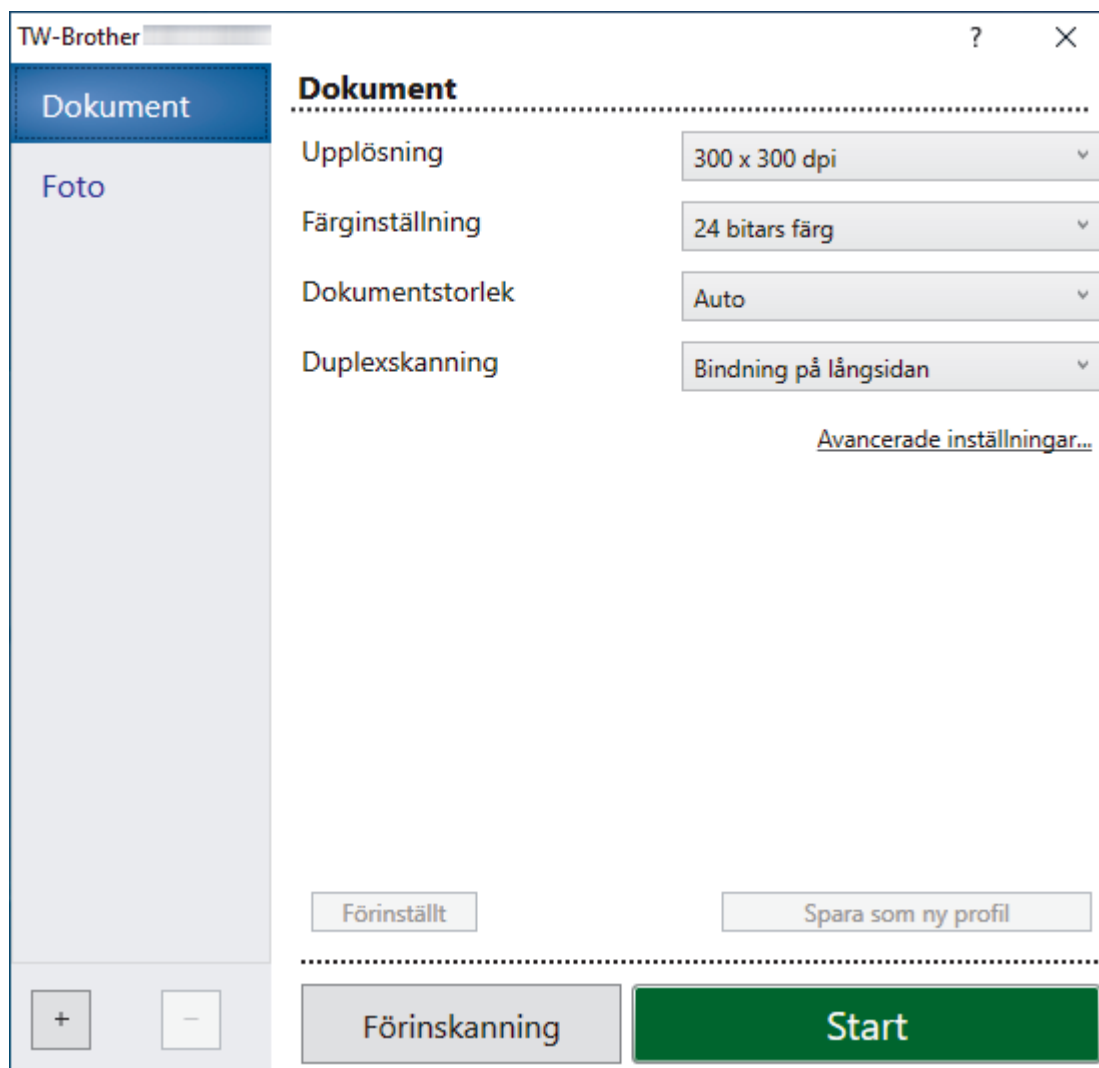 TW-Brother
?
Dokument
Foto
Dokument
Upplösning
300 x 300 dpi
Färginställning
24 bitars färg
Dokumentstorlek
Auto
Duplexskanning
Bindning på långsidan
Avancerade inställningar...
Förinställt
Spara som ny profil
+
−
Förinskanning
Start